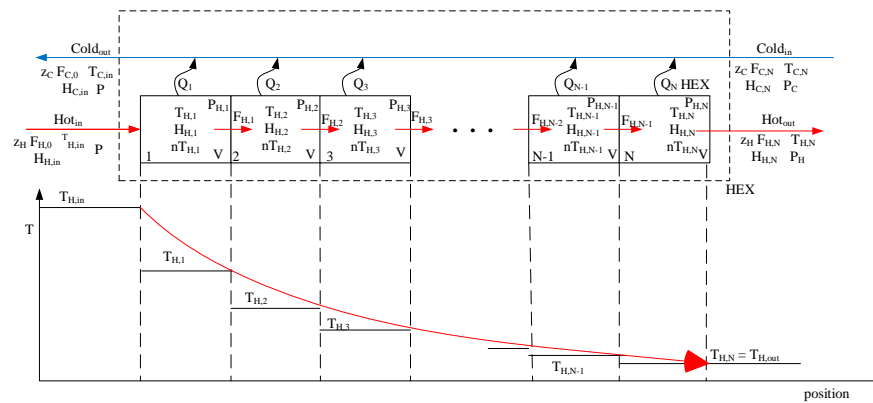 Cold_out Cold_in
z_C F_C,0 T_C,in Q_1 Q_2 Q_3 Q_N-1 Q_N HEX z_C F_C,N T_C,N
H_C,in P H_C,N P_C
T_H,1 P_H,1 T_H,2 P_H,2 T_H,3 P_H,3 T_H,N-1 P_H,N-1 T_H,N P_H,N
Hot_in H_H,1 F_H,1 H_H,2 F_H,2 H_H,3 F_H,3 . . . F_H,N-2 H_H,N-1 F_H,N-1 H_H,N Hot_out
z_H F_H,0 T_H,in P nT_H,1 nT_H,2 nT_H,3 nT_H,N-1 nT_H,N z_H F_H,N T_H,N
H_H,in 1 V 2 V 3 V N-1 V N V H_H,N P_H
HEX
T_H,in
T
T_H,1
T_H,2
T_H,3
T_H,N-1
T_H,N = T_H,out
position